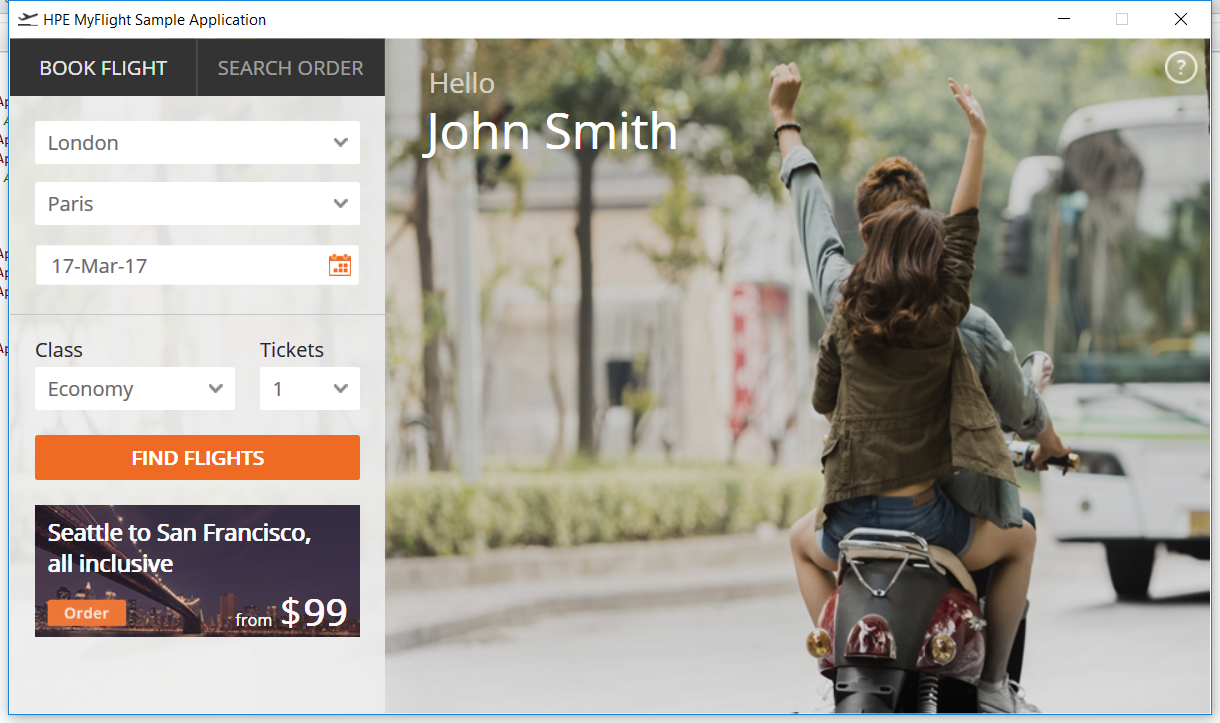 HPE MyFlight Sample Application
BOOK FLIGHT
SEARCH ORDER
London
Paris
17-Mar-17
Class
Tickets
Economy
1
FIND FLIGHTS
Seattle to San Francisco,
all inclusive
Order
from $99
Hello
John Smith
?